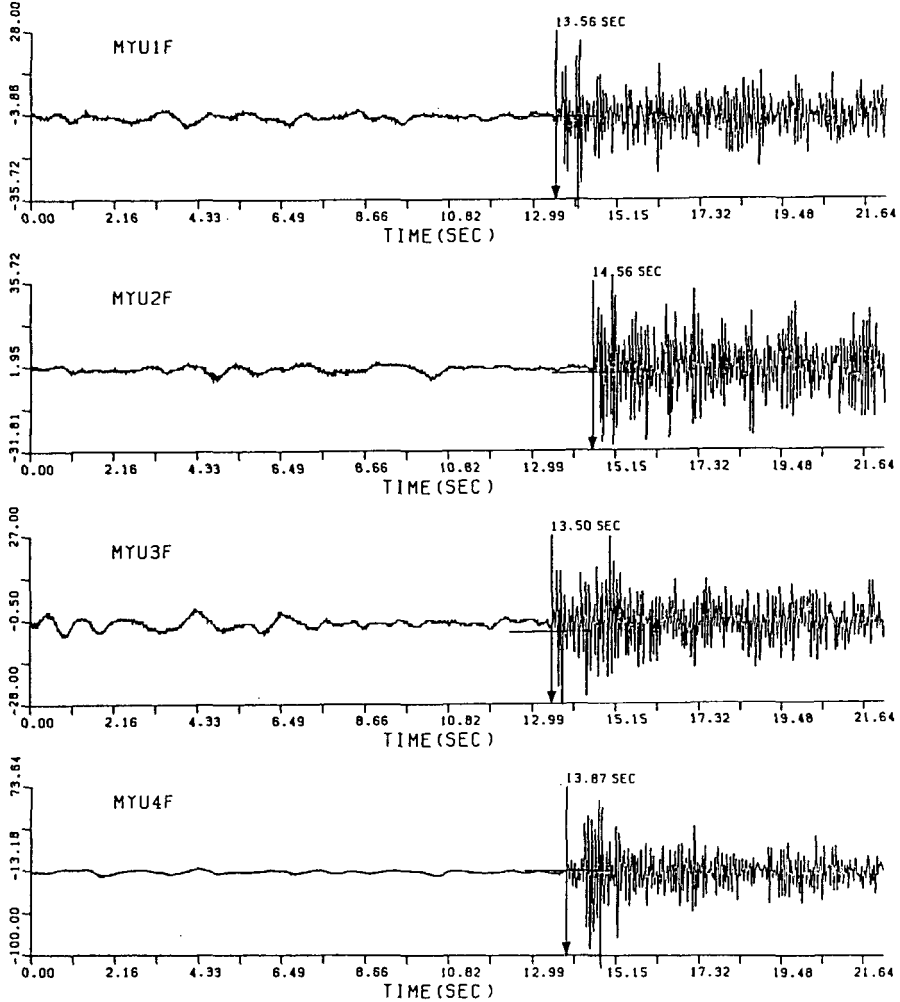 13.56 SEC
28.00
MYU1F
-3.86
-35.72
0.00 2.16 4.33 6.49 8.66 10.82 12.99 15.15 17.32 19.48 21.64
TIME(SEC)
14.56 SEC
35.72
MYU2F
1.95
-31.81
0.00 2.16 4.33 6.49 8.66 10.82 12.99 15.15 17.32 19.48 21.64
TIME(SEC)
13.50 SEC
27.00
MYU3F
-0.50
-28.00
0.00 2.16 4.33 6.49 8.66 10.82 12.99 15.15 17.32 19.48 21.64
TIME(SEC)
13.87 SEC
73.64
MYU4F
-13.18
-100.00
0.00 2.16 4.33 6.49 8.66 10.82 12.99 15.15 17.32 19.48 21.64
TIME(SEC)